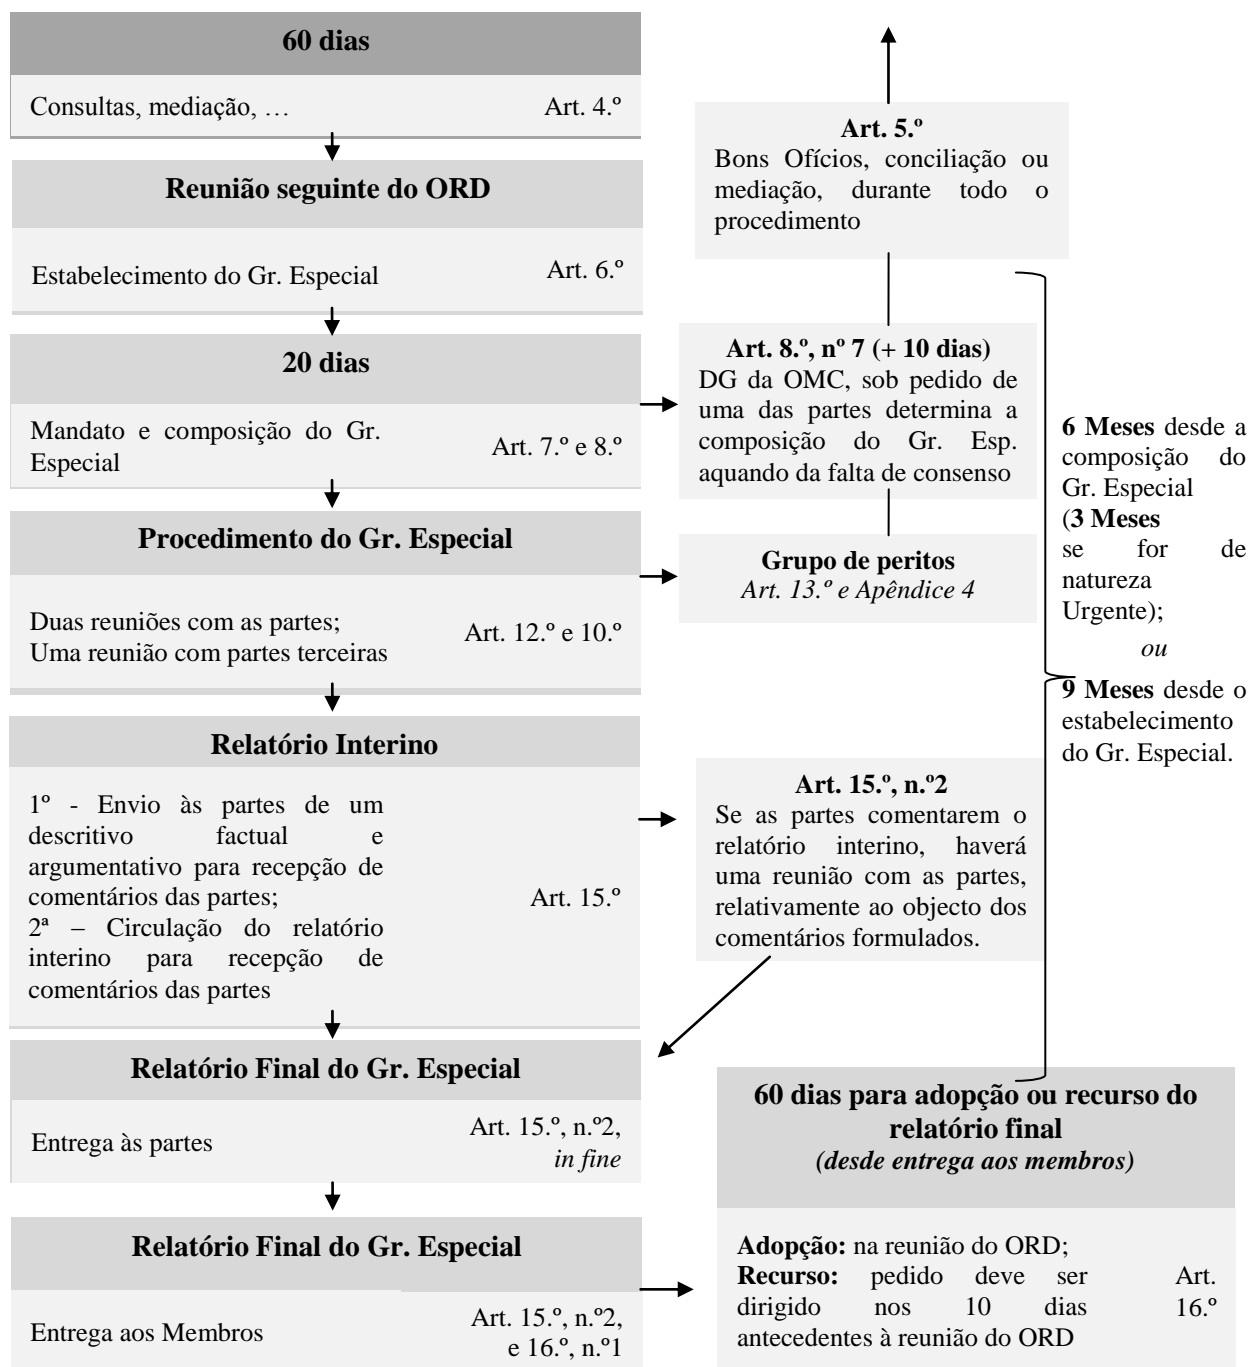 60 dias
Consultas, mediação, … Art. 4.º
Reunião seguinte do ORD
Estabelecimento do Gr. Especial Art. 6.º
20 dias
Mandato e composição do Gr.
Especial
Art. 7.º e 8.º
Procedimento do Gr. Especial
Duas reuniões com as partes;
Uma reunião com partes terceiras
Art. 12.º e 10.º
Relatório Interino
1º - Envio às partes de um
descritivo factual e
argumentativo para recepção de
comentários das partes;
2ª – Circulação do relatório
interino para recepção de
comentários das partes
Art. 15.º
Relatório Final do Gr. Especial
Entrega às partes
Art. 15.º, n.º2,
in fine
Relatório Final do Gr. Especial
Entrega aos Membros
Art. 15.º, n.º2,
e 16.º, n.º1
Art. 5.º
Bons Ofícios, conciliação ou
mediação, durante todo o
procedimento
Art. 8.º, nº 7 (+ 10 dias)
DG da OMC, sob pedido de
uma das partes determina a
composição do Gr. Esp.
aquando da falta de consenso
Grupo de peritos
Art. 13.º e Apêndice 4
Art. 15.º, n.º2
Se as partes comentarem o
relatório interino, haverá
uma reunião com as partes,
relativamente ao objecto dos
comentários formulados.
60 dias para adopção ou recurso do
relatório final
(desde entrega aos membros)
Adopção: na reunião do ORD;
Recurso: pedido deve ser
dirigido nos 10 dias
antecedentes à reunião do ORD
Art.
16.º
6 Meses desde a
composição do
Gr. Especial
(3 Meses
se for de
natureza
Urgente);
ou
9 Meses desde o
estabelecimento
do Gr. Especial.